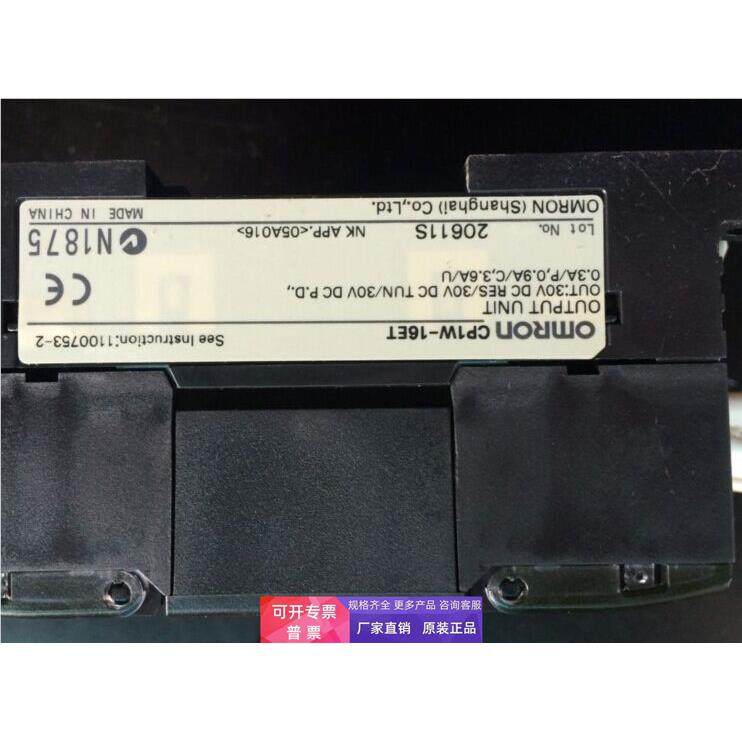 OMRON CP1W-16ET
See Instruction:1100753-2
OUTPUT UNIT
OUT:30V DC RES/30V DC TUN/30V DC P.D.,
0.3A/P,0.9A/C,3.6A/U
CE
Lot No. 20611S NK APP.<05A016>
N1875
OMRON (Shanghai) Co.,Ltd. MADE IN CHINA
可开专票
普票
规格齐全 更多产品 咨询客服
厂家直销 原装正品